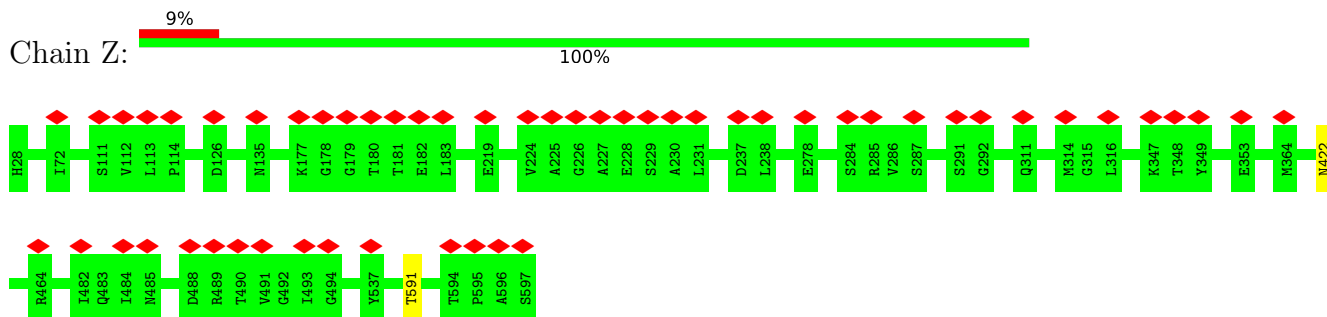 9%
Chain Z:
100%
H28 I72 S111 V112 L113 P114 D126 N135 K177 G178 G179 T180 T181 E182 L183 E219 V224 A225 G226 A227 E228 S229 A230 L231 D237 L238 E278 S284 R285 V286 S287 S291 G292 Q311 M314 G315 L316 K347 T348 Y349 E353 M364 N422
R464 I482 Q483 I484 N485 D488 R489 T490 V491 G492 I493 G494 Y537 T591 T594 P595 A596 S597